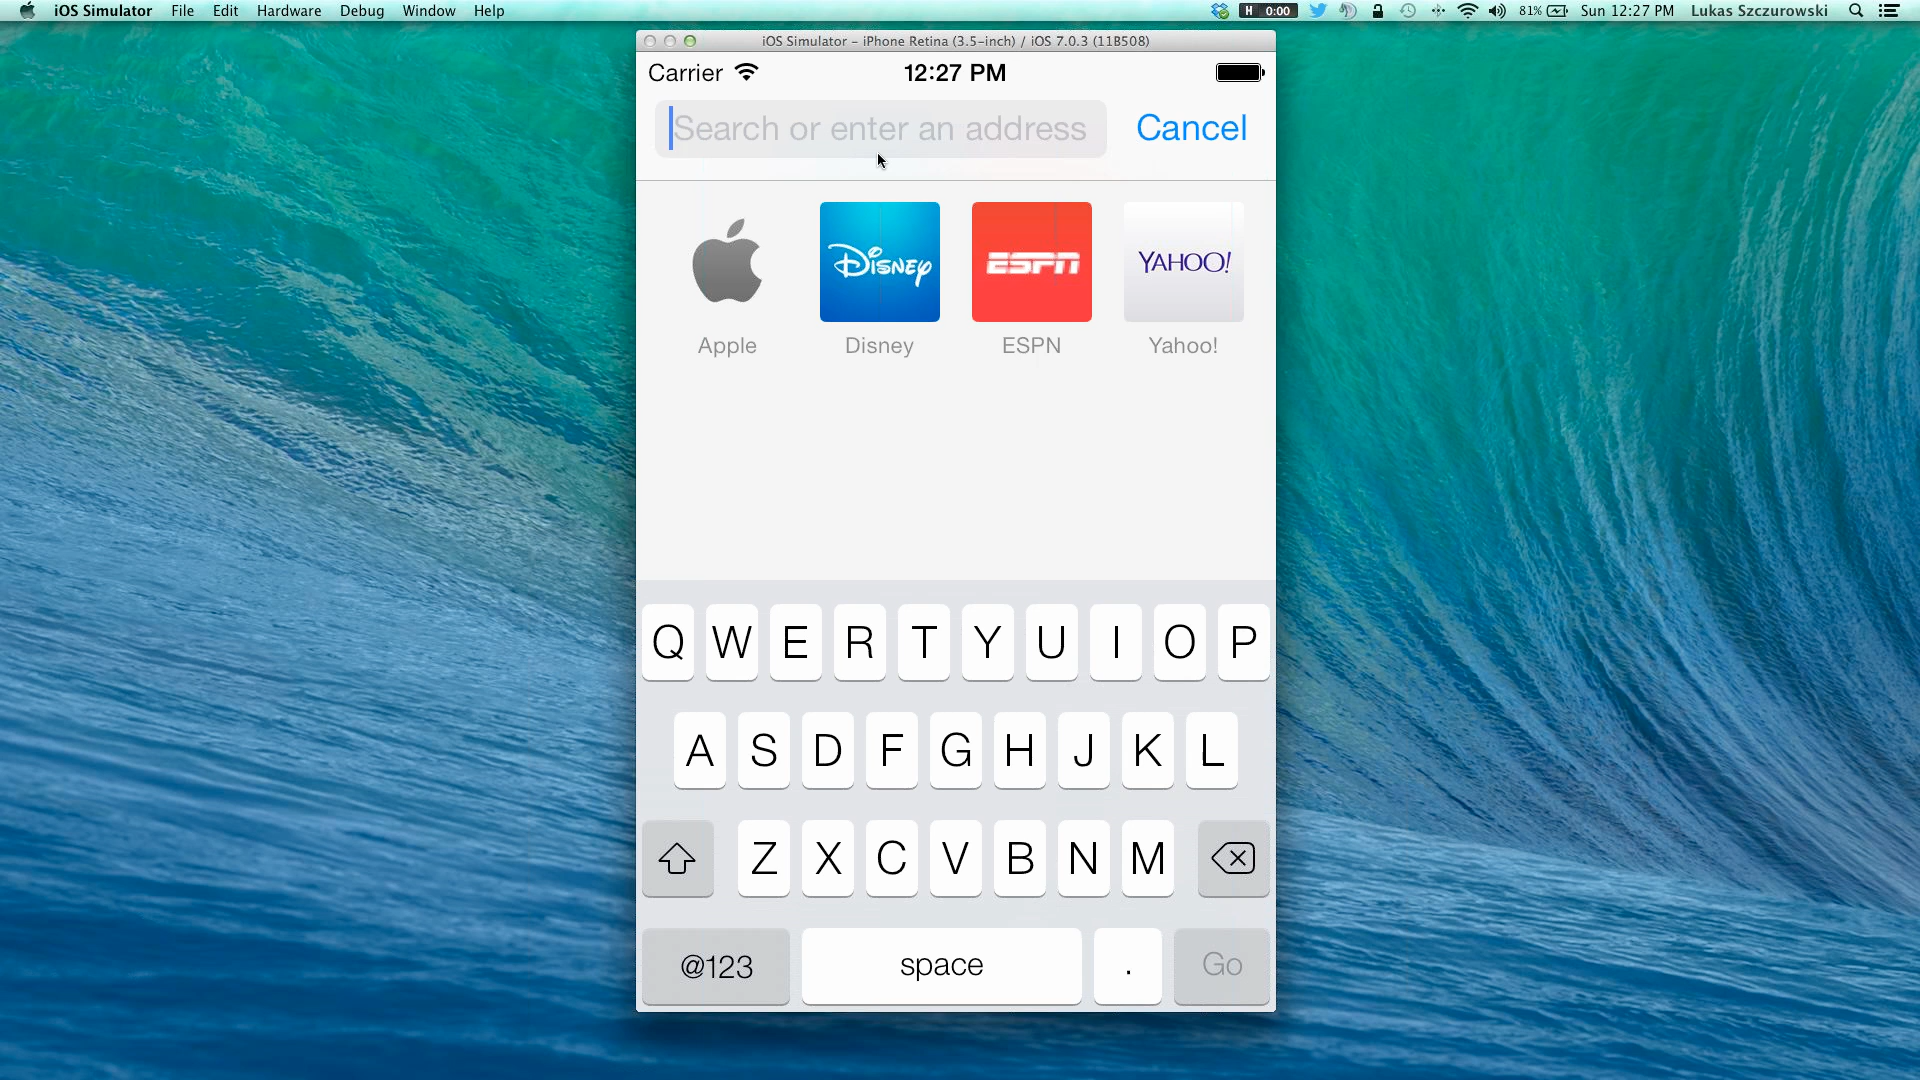 iOS Simulator File Edit Hardware Debug Window Help H 0:00 81% Sun 12:27 PM Lukas Szczurowski
iOS Simulator – iPhone Retina (3.5-inch) / iOS 7.0.3 (11B508)
Carrier 12:27 PM
Search or enter an address Cancel
Disney ESPN YAHOO!
Apple Disney ESPN Yahoo!
Q W E R T Y U I O P
A S D F G H J K L
Z X C V B N M
@123 space . Go